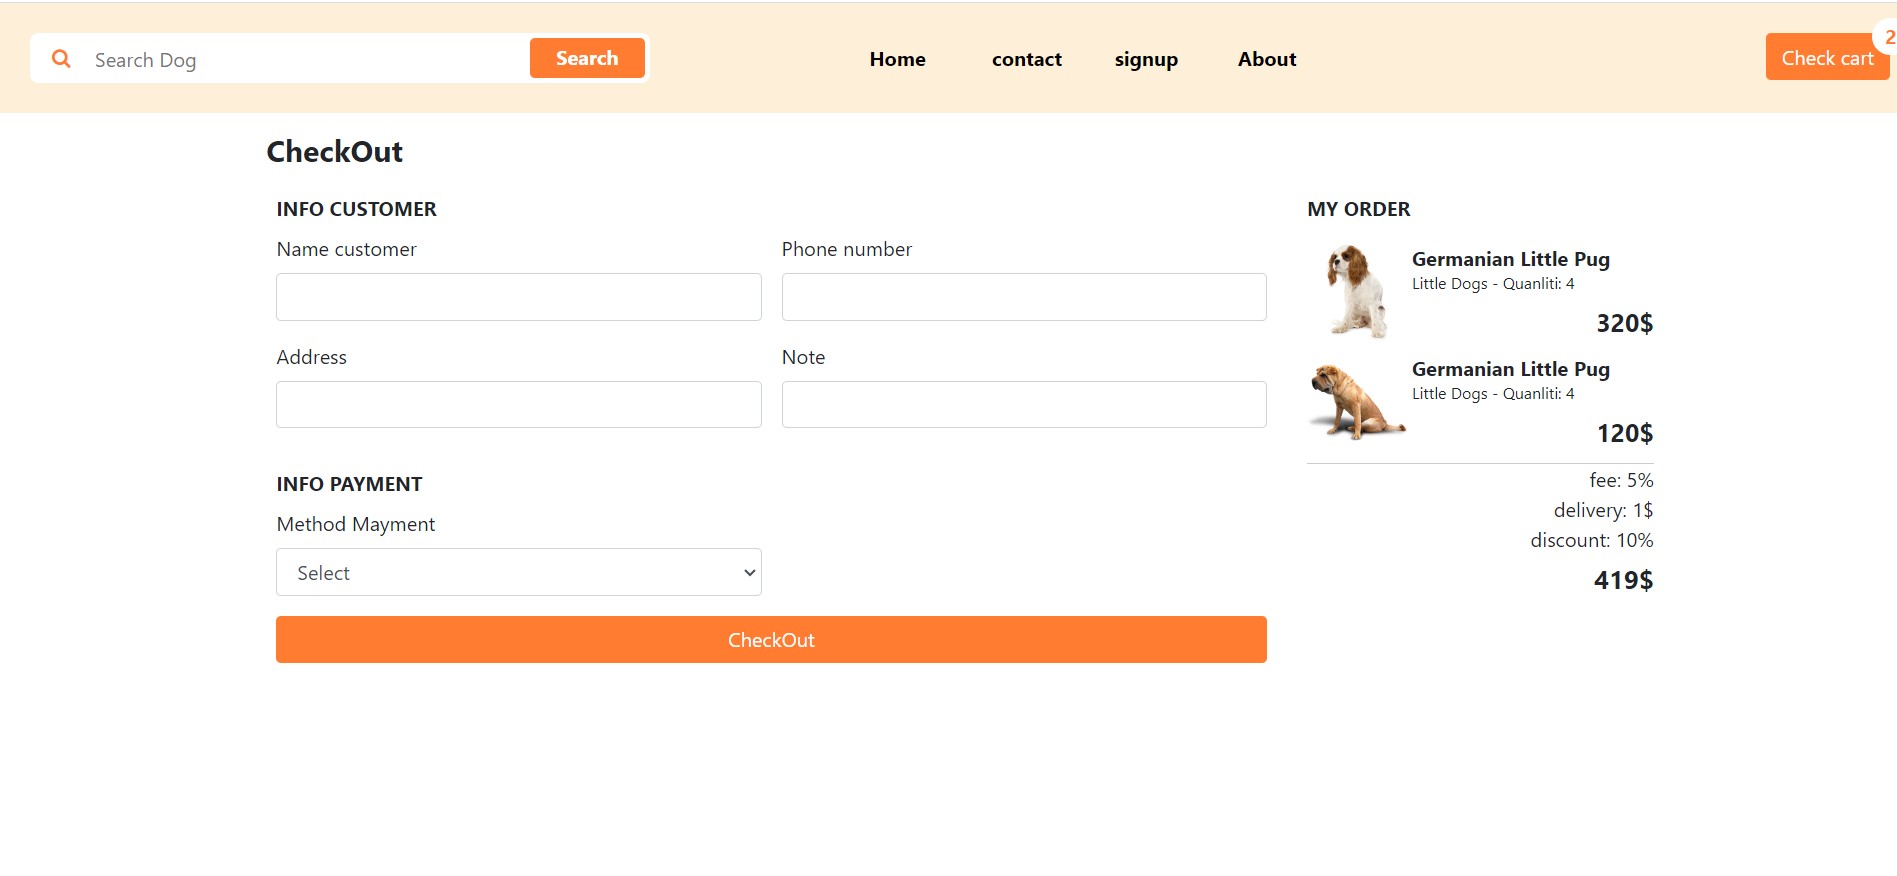 Search Dog
Search
Home
contact
signup
About
Check cart
2
CheckOut
INFO CUSTOMER
Name customer
Phone number
Address
Note
INFO PAYMENT
Method Mayment
Select
CheckOut
MY ORDER
Germanian Little Pug
Little Dogs - Quanliti: 4
320$
Germanian Little Pug
Little Dogs - Quanliti: 4
120$
fee: 5%
delivery: 1$
discount: 10%
419$